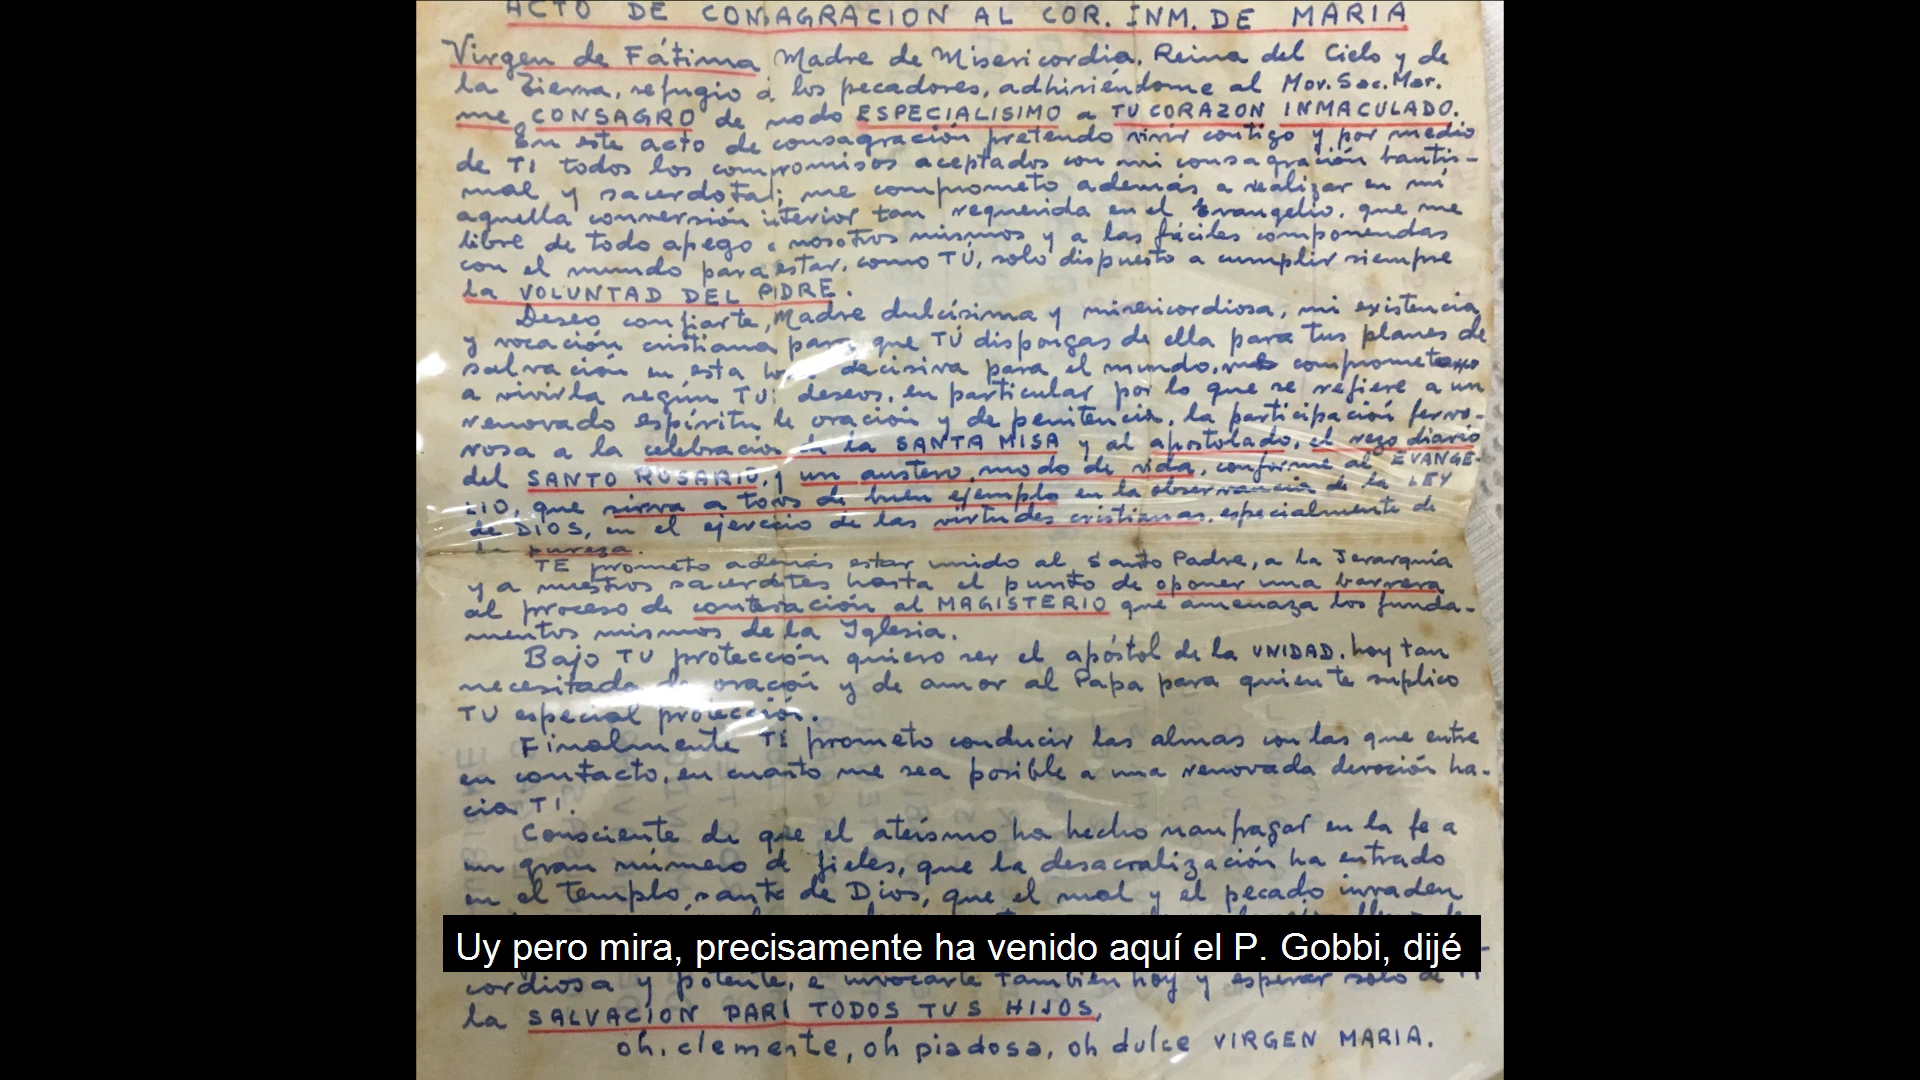 ACTO DE CONSAGRACION AL COR. INM. DE MARIA
Virgen de Fátima Madre de Misericordia, Reina del Cielo y de
la Tierra, refugio d los pecadores, adhiriéndome al Mov. Sac. Mar.
me CONSAGRO de modo ESPECIALISIMO a TU CORAZON INMACULADO.
En este acto de consagración pretendo vivir contigo y por medio
de TI todos los compromisos aceptados con mi consagración bautis-
mal y sacerdotal; me comprometo además a realizar en mí
aquella conversión interior tan requerida en el Evangelio, que me
libre de todo apego a nosotros mismos y a las fáciles componendas
con el mundo para estar, como TÚ, solo dispuesto a cumplir siempre
la VOLUNTAD DEL PADRE.
Deseo confiarte, Madre dulcísima y misericordiosa, mi existencia
y vocación cristiana para que TÚ dispongas de ella para tus planes de
salvación en esta decisiva para el mundo,
a vivirla según TU deseos, en particular por lo que se refiere a un
renovado espíritu de oración y de penitencia, la participación fervo-
rosa a la celebración de la SANTA MISA y al apostolado, el rezo diario
del SANTO ROSARIO, y un austero modo de vida, conforme al EVANGE-
LIO, que sirva a todos de buen ejemplo en la observancia de la LEY
de DIOS, en el ejercicio de las virtudes cristianas, especialmente de
la pureza.
TE prometo además estar unido al Santo Padre, a la Jerarquía
y a nuestros sacerdotes hasta el punto de oponer una barrera
al proceso de contestación al MAGISTERIO que amenaza los funda-
mentos mismos de la Iglesia.
Bajo TU protección quiero ser el apóstol de la UNIDAD, hoy tan
necesitada de oración y de amor al Papa para quien te suplico
TU especial protección.
Finalmente TE prometo conducir las almas con las que entre
en contacto, en cuanto me sea posible a una renovada devoción ha-
cia TI.
Consciente de que el ateísmo ha hecho naufragar en la fe a
un gran número de fieles, que la desacralización ha entrado
en el templo santo de Dios, que el mal y el pecado invaden
Uy pero mira, precisamente ha venido aquí el P. Gobbi, dijé
cordiosa y potente, e invocarte también hoy y esperar solo de TI
la SALVACION PARA TODOS TUS HIJOS,
oh, clemente, oh piadosa, oh dulce VIRGEN MARIA.